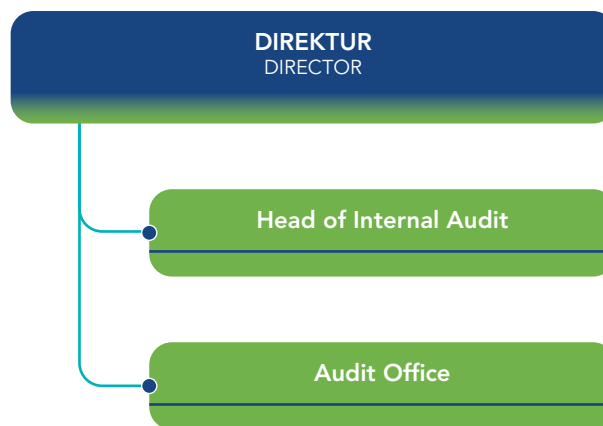 DIREKTUR
DIRECTOR
Head of Internal Audit
Audit Office